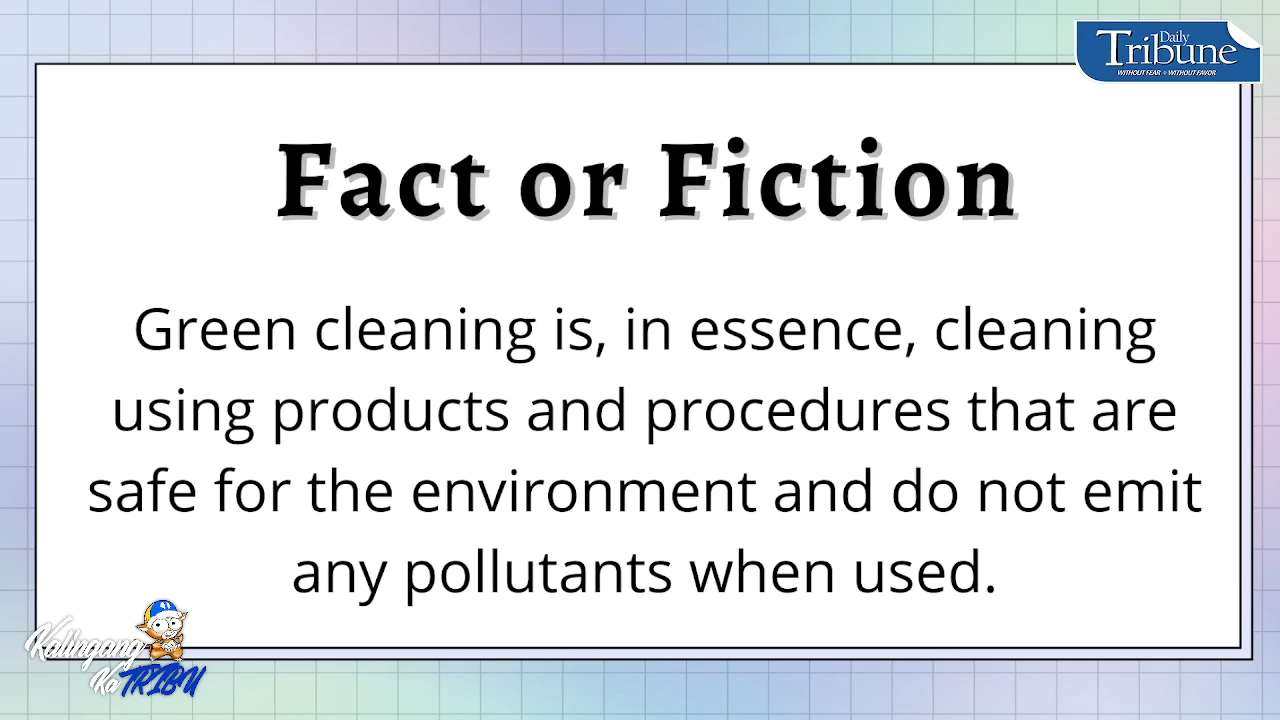 Daily
Tribune
WITHOUT FEAR • WITHOUT FAVOR
Fact or Fiction
Green cleaning is, in essence, cleaning
using products and procedures that are
safe for the environment and do not emit
any pollutants when used.
Kalingang
Ka TRIBU